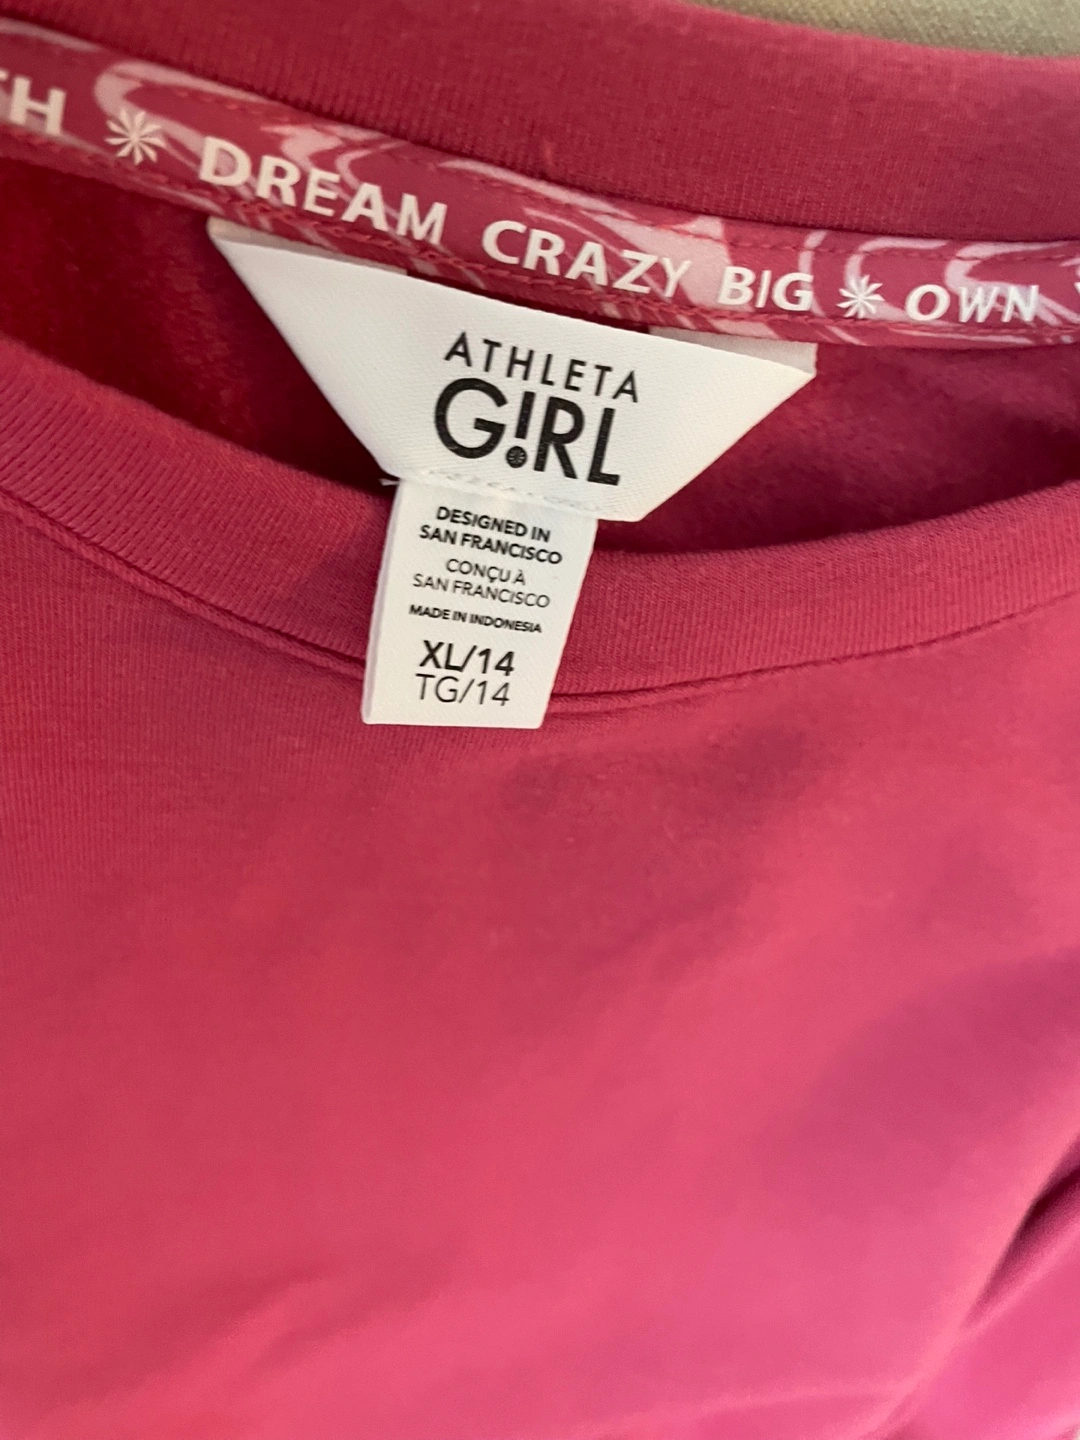 DREAM CRAZY BIG OWN
ATHLETA
G!RL
DESIGNED IN
SAN FRANCISCO
CONÇU À
SAN FRANCISCO
MADE IN INDONESIA
XL/14
TG/14